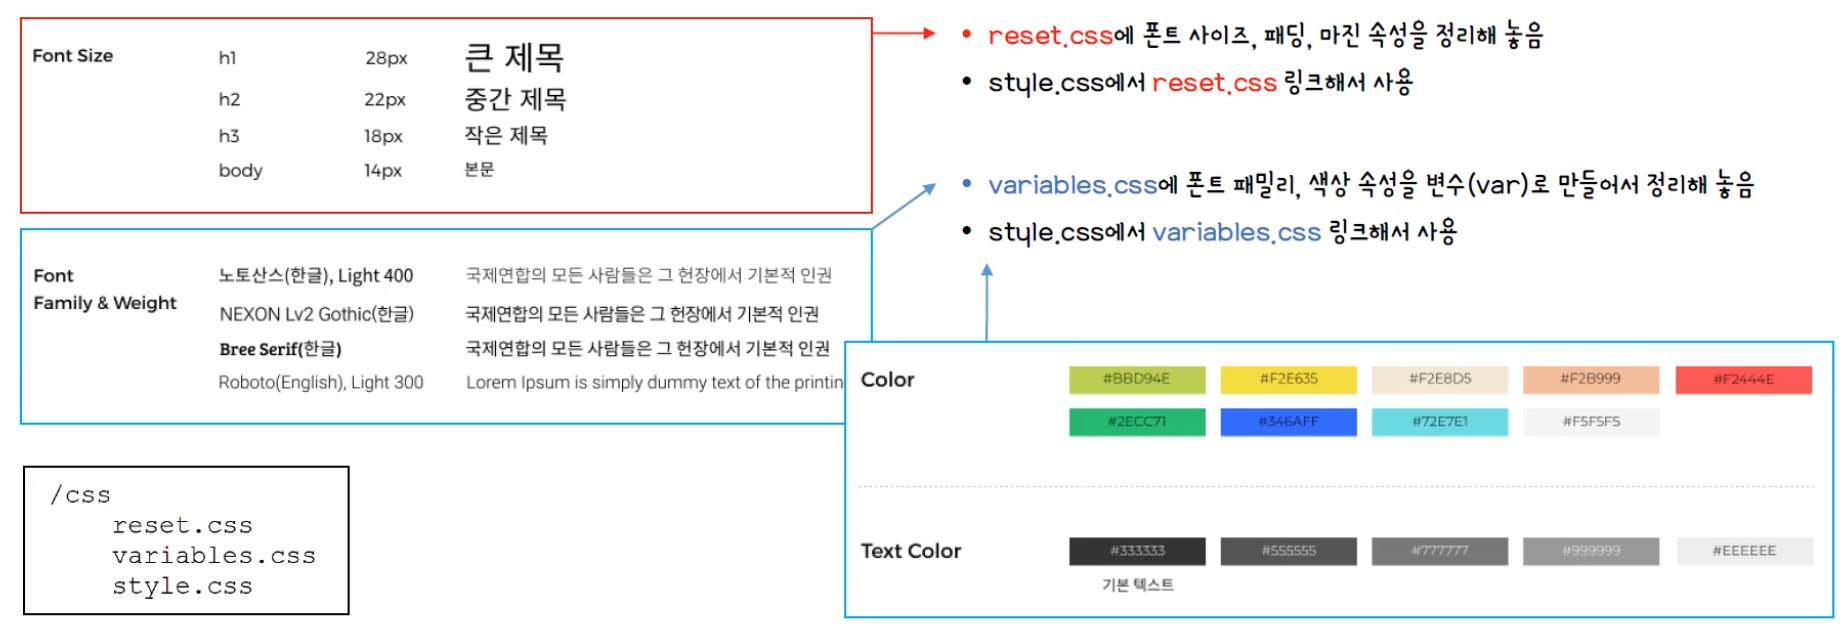 Font Size
h1 28px 큰 제목
h2 22px 중간 제목
h3 18px 작은 제목
body 14px 본문
• reset.css에 폰트 사이즈, 패딩, 마진 속성을 정리해 놓음
• style.css에서 reset.css 링크해서 사용
• variables.css에 폰트 패밀리, 색상 속성을 변수(var)로 만들어서 정리해 놓음
• style.css에서 variables.css 링크해서 사용
Font
Family & Weight
노토산스(한글), Light 400 국제연합의 모든 사람들은 그 헌장에서 기본적 인권
NEXON Lv2 Gothic(한글) 국제연합의 모든 사람들은 그 헌장에서 기본적 인권
Bree Serif(한글) 국제연합의 모든 사람들은 그 헌장에서 기본적 인권
Roboto(English), Light 300 Lorem Ipsum is simply dummy text of the printin
Color
#BBD94E #F2E635 #F2E8D5 #F2B999 #F2444E
#2ECC71 #346AFF #72E7E1 #F5F5F5
Text Color
#333333 #555555 #777777 #999999 #EEEEEE
기본 텍스트
/css
reset.css
variables.css
style.css